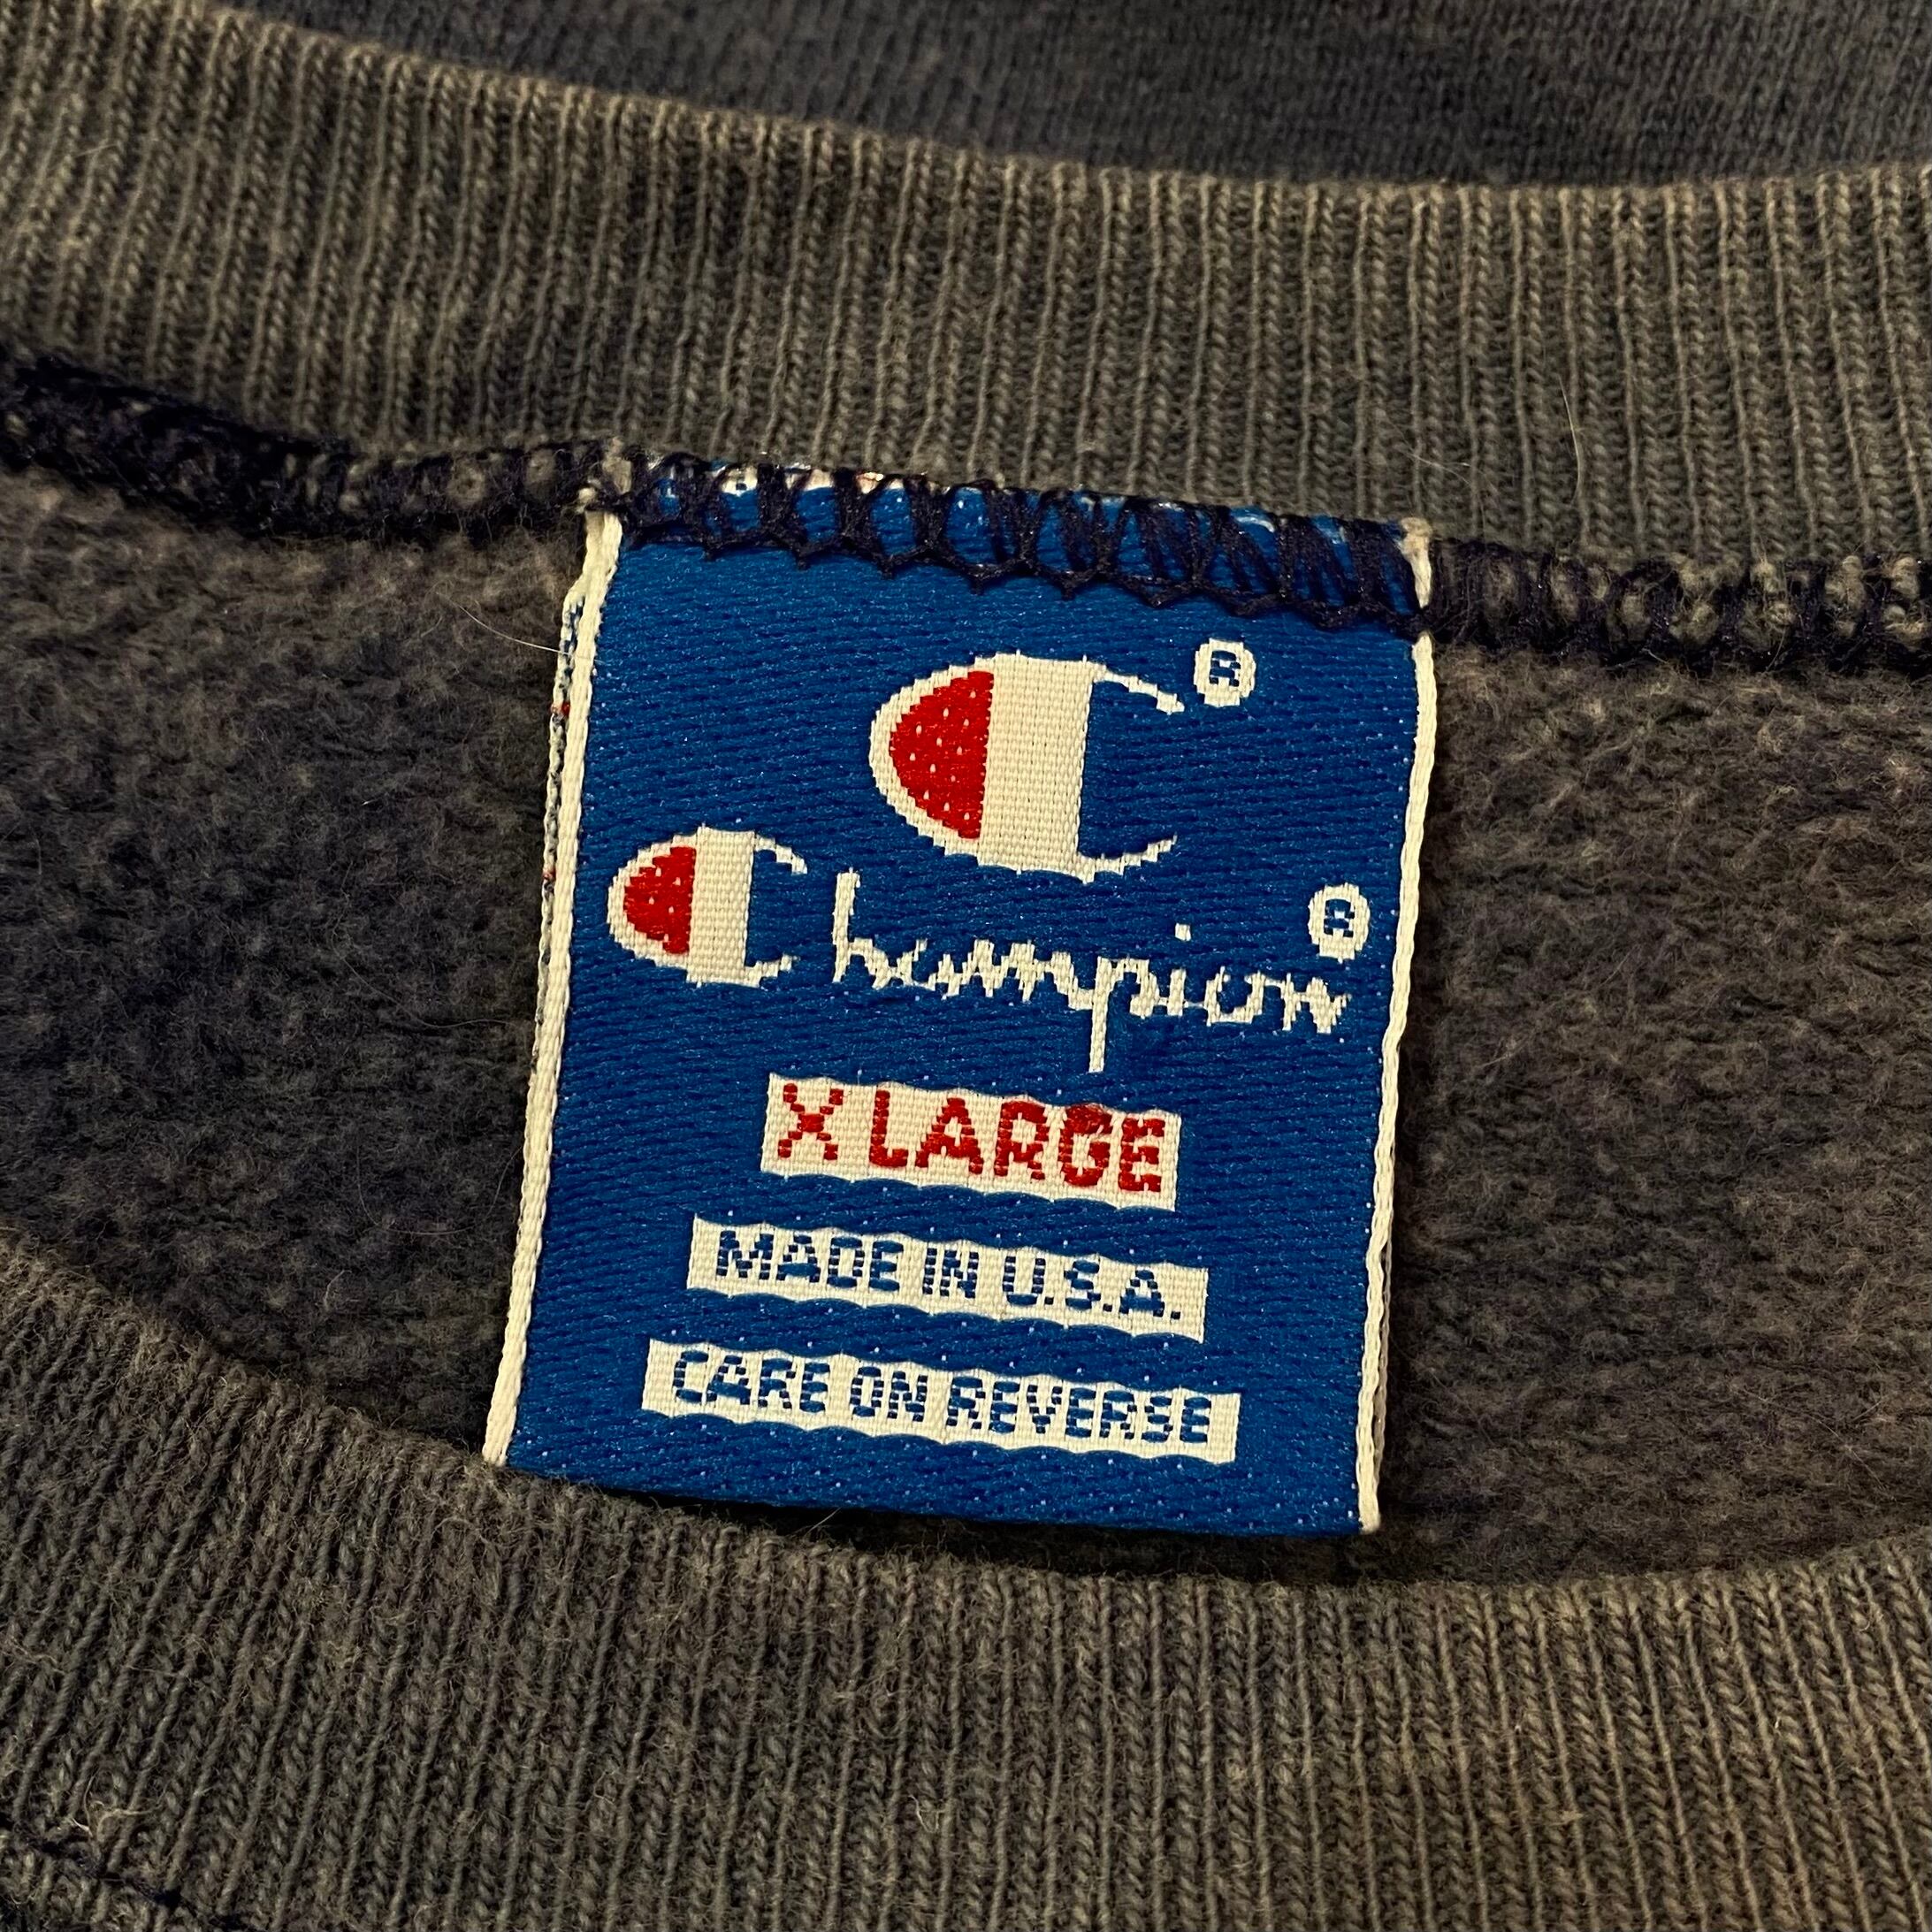 C®
Champion®
X LARGE
MADE IN U.S.A.
CARE ON REVERSE